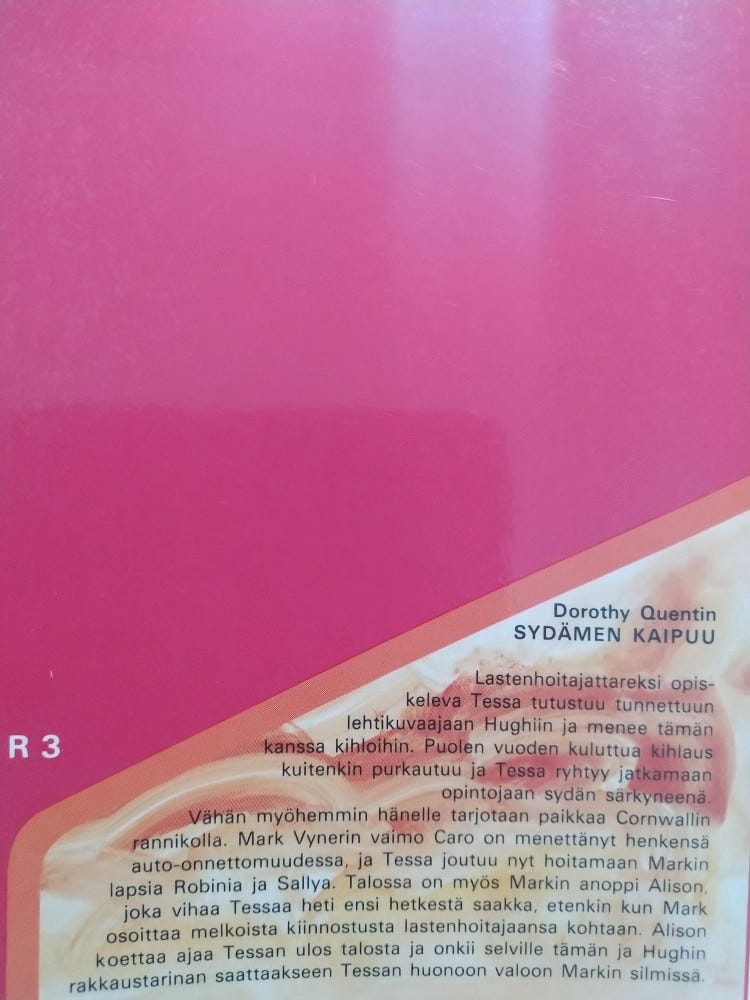 Dorothy Quentin
SYDÄMEN KAIPUU
Lastenhoitajattareksi opis-
keleva Tessa tutustuu tunnettuun
lehtikuvaajaan Hughiin ja menee tämän
kanssa kihloihin. Puolen vuoden kuluttua kihlaus
kuitenkin purkautuu ja Tessa ryhtyy jatkamaan
opintojaan sydän särkyneenä.
Vähän myöhemmin hänelle tarjotaan paikkaa Cornwallin
rannikolla. Mark Vynerin vaimo Caro on menettänyt henkensä
auto-onnettomuudessa, ja Tessa joutuu nyt hoitamaan Markin
lapsia Robinia ja Sallya. Talossa on myös Markin anoppi Alison,
joka vihaa Tessaa heti ensi hetkestä saakka, etenkin kun Mark
osoittaa melkoista kiinnostusta lastenhoitajaansa kohtaan. Alison
koettaa ajaa Tessan ulos talosta ja onkii selville tämän ja Hughin
rakkaustarinan saattaakseen Tessan huonoon valoon Markin silmissä.
R 3